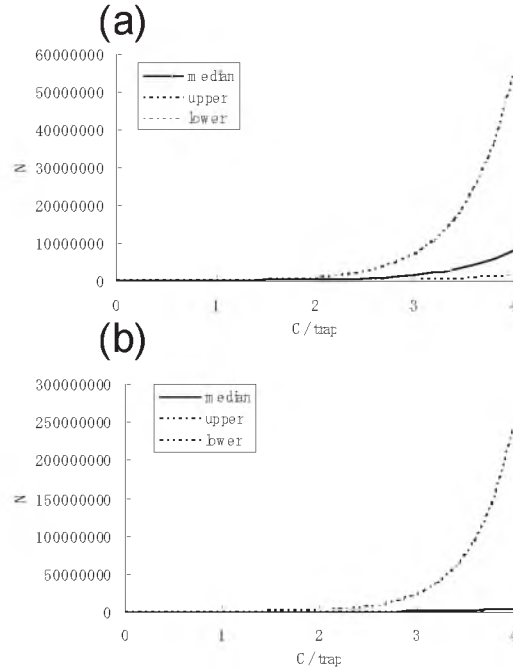 (a)
60000000
50000000
40000000
30000000
20000000
10000000
0
N
median
upper
lower
0 1 2 3 4
C/trap
(b)
300000000
250000000
200000000
150000000
100000000
50000000
0
N
median
upper
lower
0 1 2 3 4
C/trap